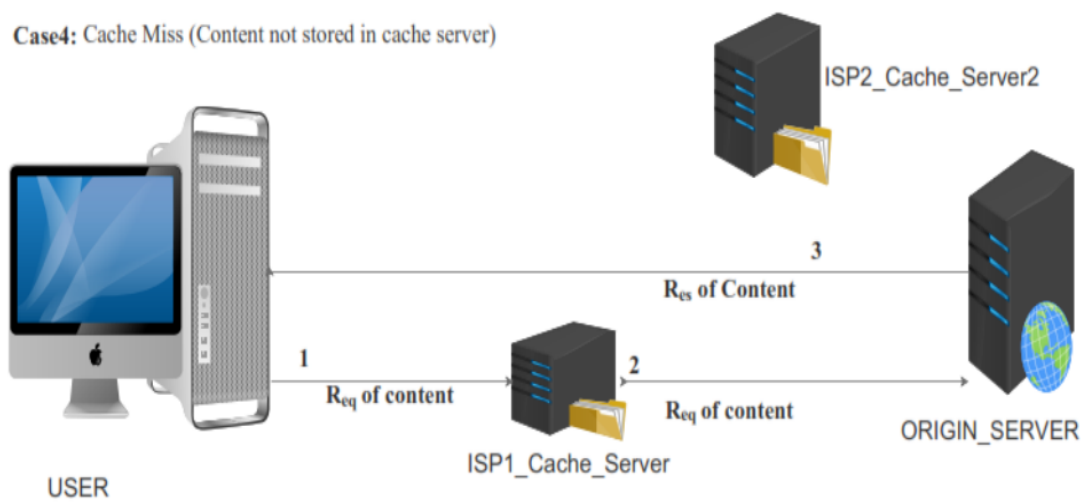 Case4: Cache Miss (Content not stored in cache server)
ISP2_Cache_Server2
3
Res of Content
1
Req of content
2
Req of content
ORIGIN_SERVER
ISP1_Cache_Server
USER